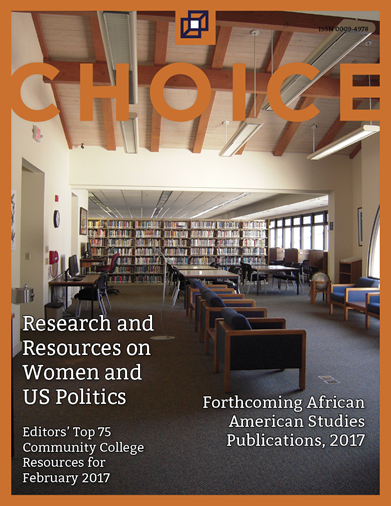 ISSN 0009-4978
CHOICE
Research and
Resources on
Women and
US Politics
Forthcoming African
American Studies
Publications, 2017
Editors' Top 75
Community College
Resources for
February 2017